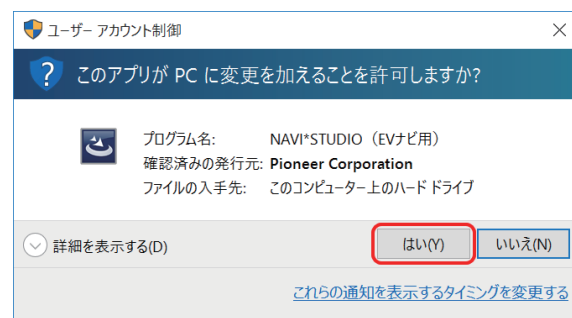 ユーザー アカウント制御
このアプリが PC に変更を加えることを許可しますか?
プログラム名: NAVI*STUDIO（EVナビ用）
確認済みの発行元: Pioneer Corporation
ファイルの入手先: このコンピューター上のハード ドライブ
詳細を表示する(D)
はい(Y)
いいえ(N)
これらの通知を表示するタイミングを変更する